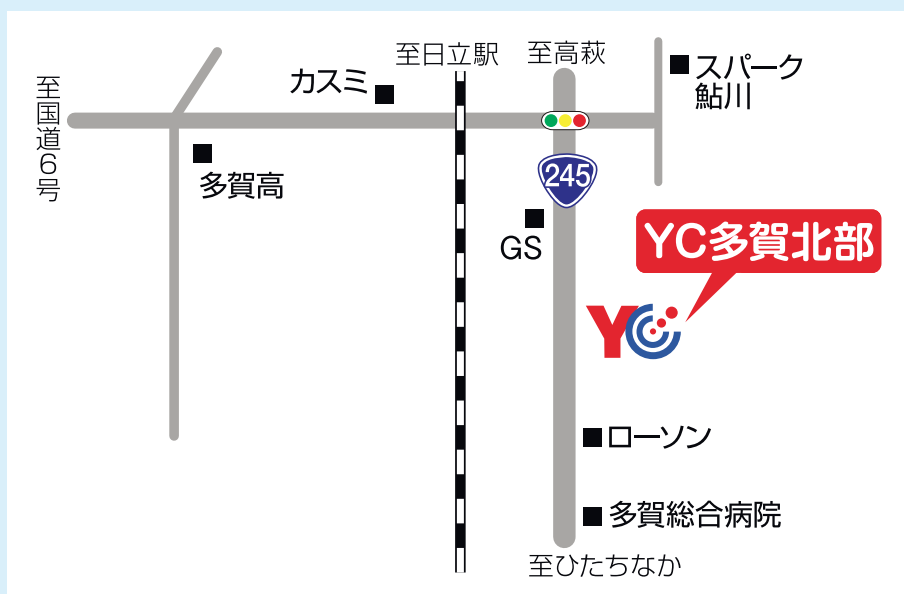 至日立駅
至高萩
スパーク
鮎川
カスミ
至国道6号
多賀高
245
GS
YC多賀北部
YC
ローソン
多賀総合病院
至ひたちなか